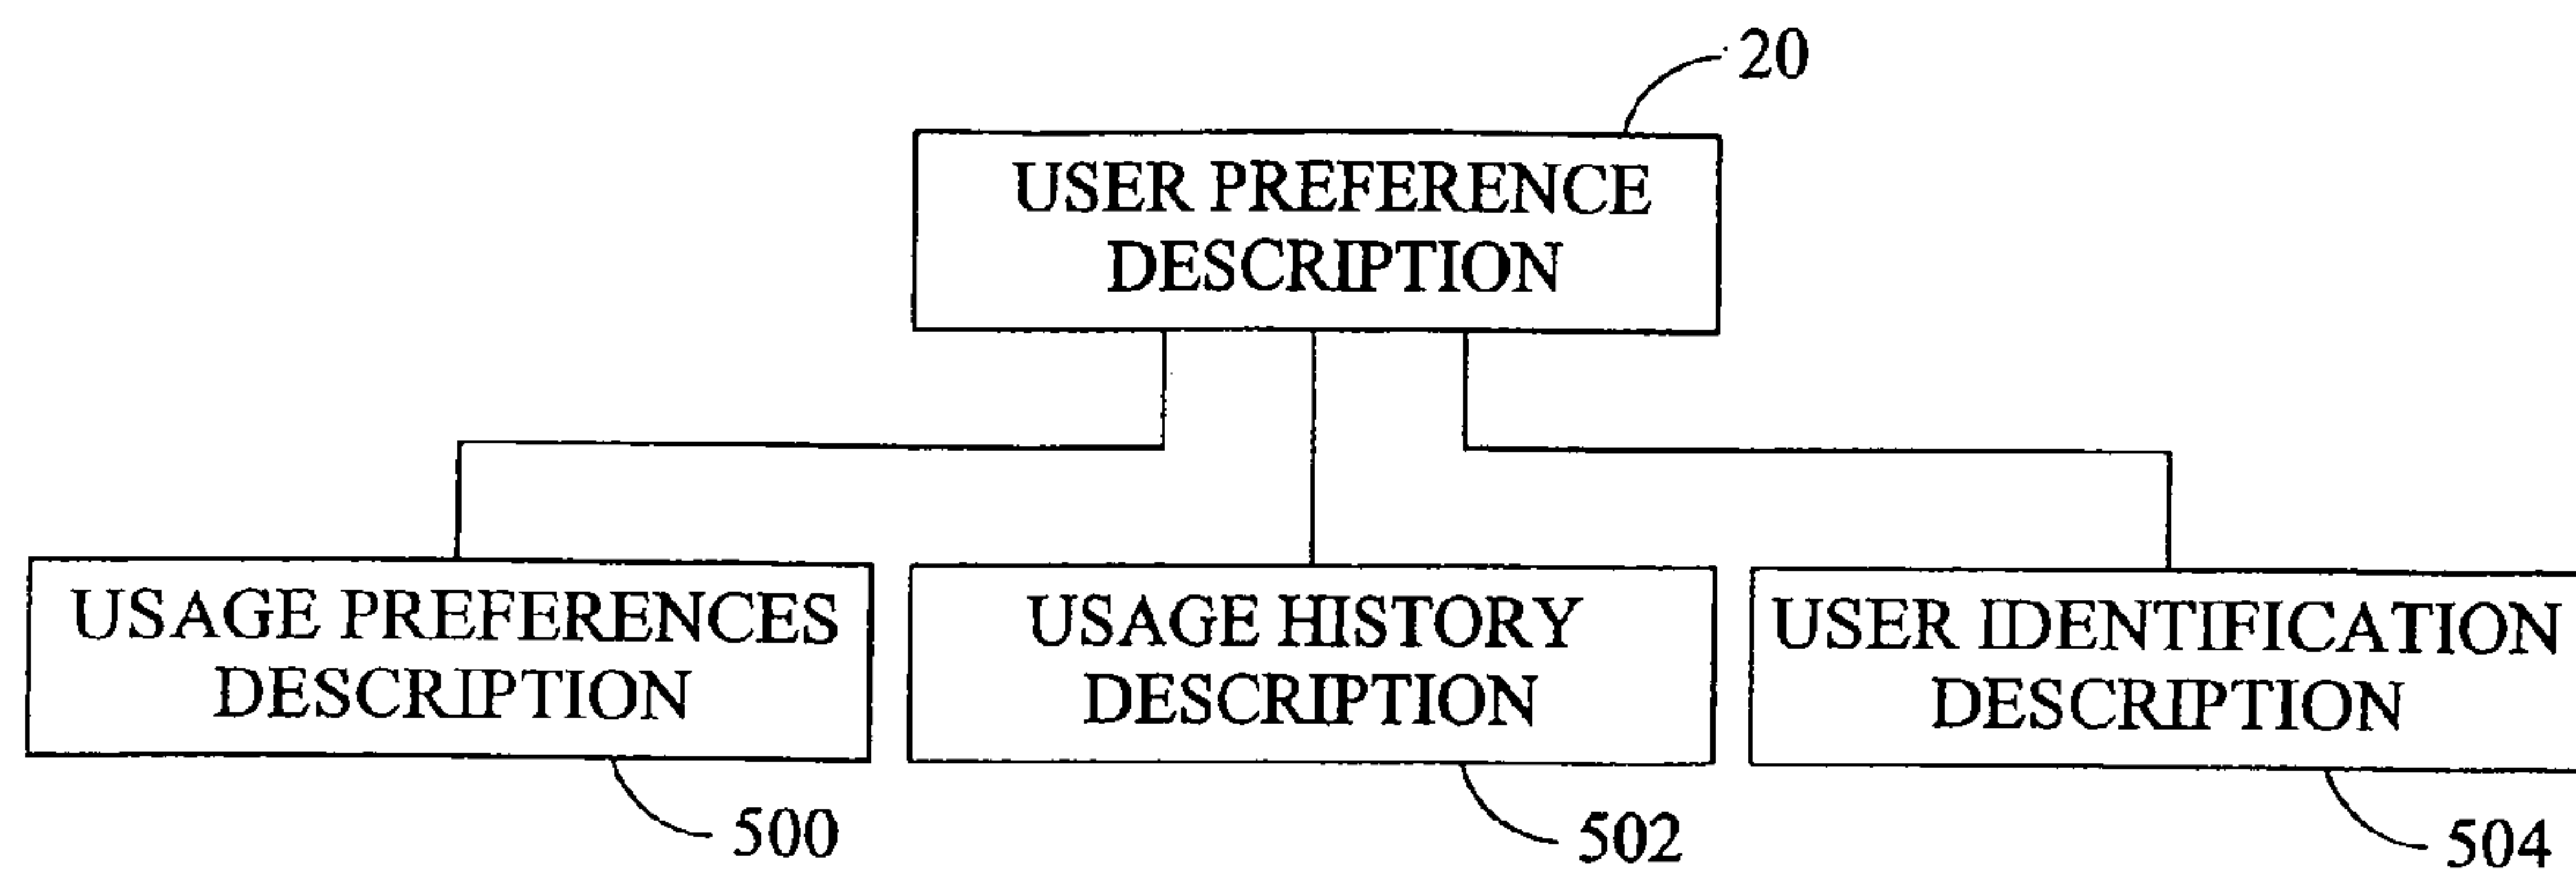 20
USER PREFERENCE
DESCRIPTION
USAGE PREFERENCES
DESCRIPTION
USAGE HISTORY
DESCRIPTION
USER IDENTIFICATION
DESCRIPTION
500
502
504